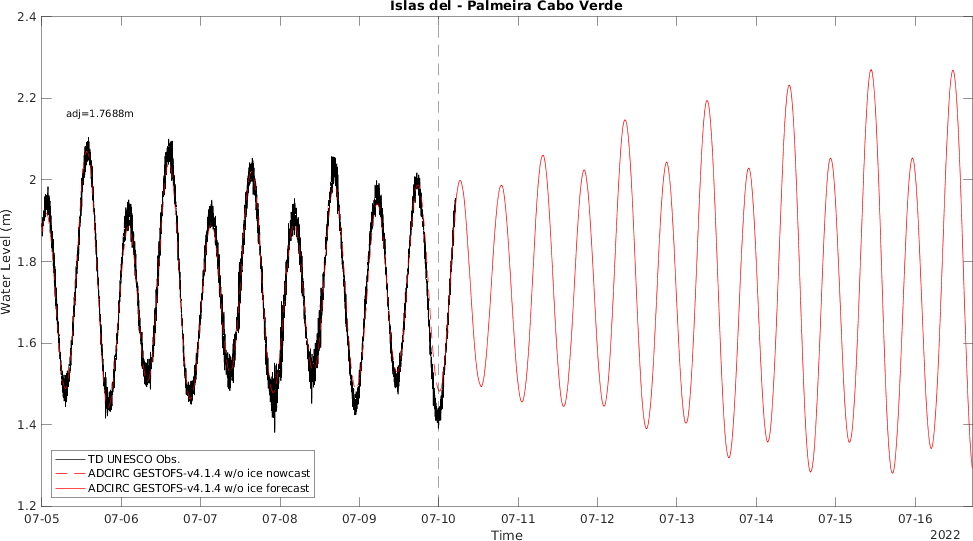 Islas del - Palmeira Cabo Verde
2.4
2.2
2
1.8
1.6
1.4
1.2
Water Level (m)
adj=1.7688m
TD UNESCO Obs.
ADCIRC GESTOFS-v4.1.4 w/o ice nowcast
ADCIRC GESTOFS-v4.1.4 w/o ice forecast
07-05 07-06 07-07 07-08 07-09 07-10 07-11 07-12 07-13 07-14 07-15 07-16
Time
2022